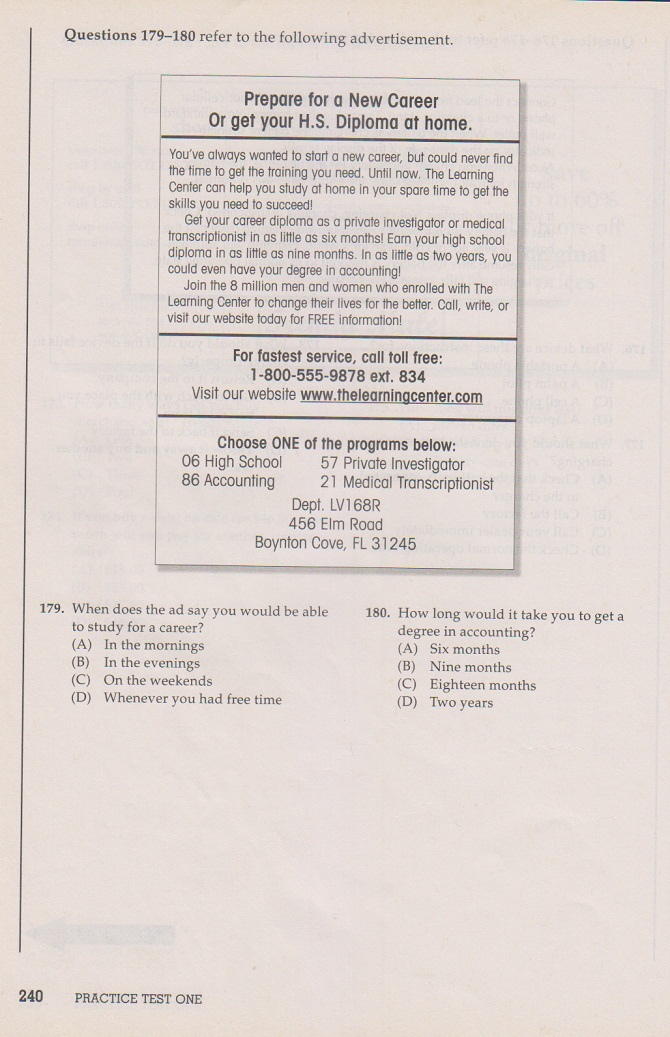 Questions 179–180 refer to the following advertisement.
Prepare for a New Career
Or get your H.S. Diploma at home.
You've always wanted to start a new career, but could never find
the time to get the training you need. Until now. The Learning
Center can help you study at home in your spare time to get the
skills you need to succeed!
Get your career diploma as a private investigator or medical
transcriptionist in as little as six months! Earn your high school
diploma in as little as nine months. In as little as two years, you
could even have your degree in accounting!
Join the 8 million men and women who enrolled with The
Learning Center to change their lives for the better. Call, write, or
visit our website today for FREE information!
For fastest service, call toll free:
1-800-555-9878 ext. 834
Visit our website www.thelearningcenter.com
Choose ONE of the programs below:
06 High School 57 Private Investigator
86 Accounting 21 Medical Transcriptionist
Dept. LV168R
456 Elm Road
Boynton Cove, FL 31245
179. When does the ad say you would be able
to study for a career?
(A) In the mornings
(B) In the evenings
(C) On the weekends
(D) Whenever you had free time
180. How long would it take you to get a
degree in accounting?
(A) Six months
(B) Nine months
(C) Eighteen months
(D) Two years
240 PRACTICE TEST ONE